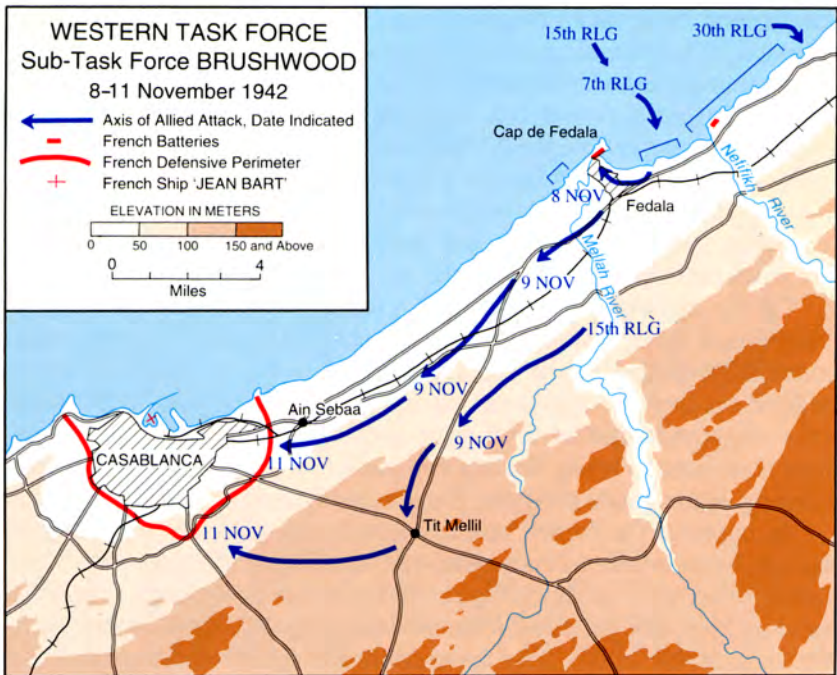 WESTERN TASK FORCE
Sub-Task Force BRUSHWOOD
8-11 November 1942
Axis of Allied Attack, Date Indicated
French Batteries
French Defensive Perimeter
French Ship 'JEAN BART'
ELEVATION IN METERS
0 50 100 150 and Above
0 4
Miles
15th RLG
30th RLG
7th RLG
Cap de Fedala
8 NOV
Fedala
Nefifikh River
Mellah River
9 NOV
15th RLG
9 NOV
Ain Sebaa
9 NOV
11 NOV
CASABLANCA
Tit Mellil
11 NOV